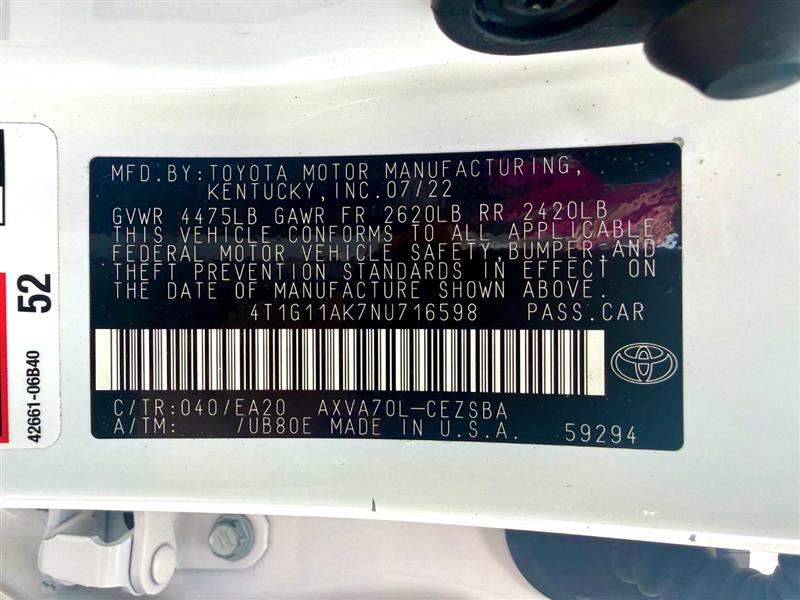 MFD.BY:TOYOTA MOTOR MANUFACTURING,
KENTUCKY,INC.07/22
GVWR 4475LB GAWR FR 2620LB RR 2420LB
THIS VEHICLE CONFORMS TO ALL APPLICABLE
FEDERAL MOTOR VEHICLE SAFETY,BUMPER,AND
THEFT PREVENTION STANDARDS IN EFFECT ON
THE DATE OF MANUFACTURE SHOWN ABOVE.
4T1G11AK7NU716598 PASS.CAR
C/TR:040/EA20 AXVA70L-CEZSBA
A/TM: /UB80E MADE IN U.S.A. 59294
52
42661-06B40